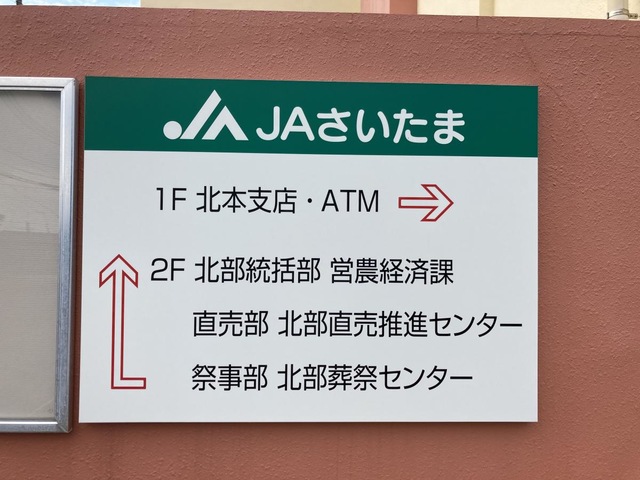 JA JAさいたま
1F 北本支店・ATM
2F 北部統括部 営農経済課
直売部 北部直売推進センター
祭事部 北部葬祭センター